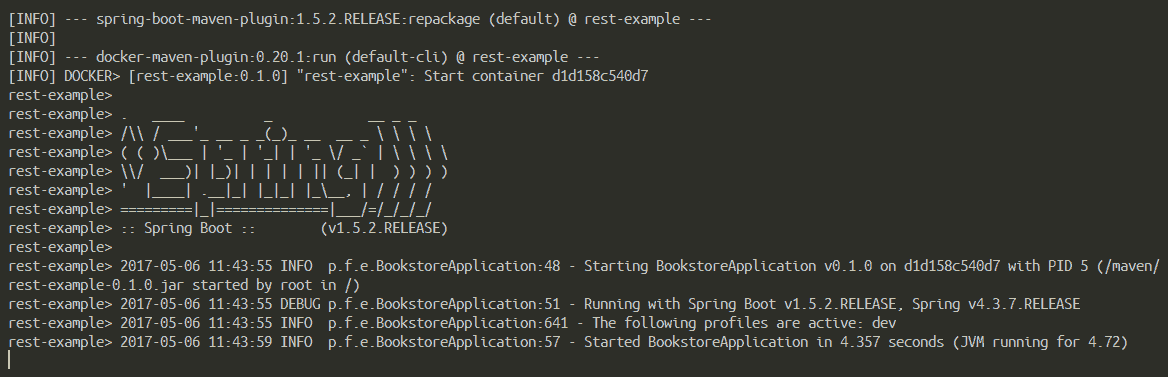 [INFO] --- spring-boot-maven-plugin:1.5.2.RELEASE:repackage (default) @ rest-example ---
[INFO]
[INFO] --- docker-maven-plugin:0.20.1:run (default-cli) @ rest-example ---
[INFO] DOCKER> [rest-example:0.1.0] "rest-example": Start container d1d158c540d7
rest-example>
rest-example> .   ____          _            __ _ _
rest-example> /\\ / ___'_ __ _ _(_)_ __  __ _ \ \ \ \
rest-example> ( ( )\___ | '_ | '_| | '_ \/ _` | \ \ \ \
rest-example> \\/  ___)| |_)| | | | | || (_| |  ) ) ) )
rest-example> '  |____| .__|_| |_|_| |_\__, | / / / /
rest-example> =========|_|==============|___/=/_/_/_/
rest-example> :: Spring Boot ::        (v1.5.2.RELEASE)
rest-example>
rest-example> 2017-05-06 11:43:55 INFO  p.f.e.BookstoreApplication:48 - Starting BookstoreApplication v0.1.0 on d1d158c540d7 with PID 5 (/maven/
rest-example-0.1.0.jar started by root in /)
rest-example> 2017-05-06 11:43:55 DEBUG p.f.e.BookstoreApplication:51 - Running with Spring Boot v1.5.2.RELEASE, Spring v4.3.7.RELEASE
rest-example> 2017-05-06 11:43:55 INFO  p.f.e.BookstoreApplication:641 - The following profiles are active: dev
rest-example> 2017-05-06 11:43:59 INFO  p.f.e.BookstoreApplication:57 - Started BookstoreApplication in 4.357 seconds (JVM running for 4.72)